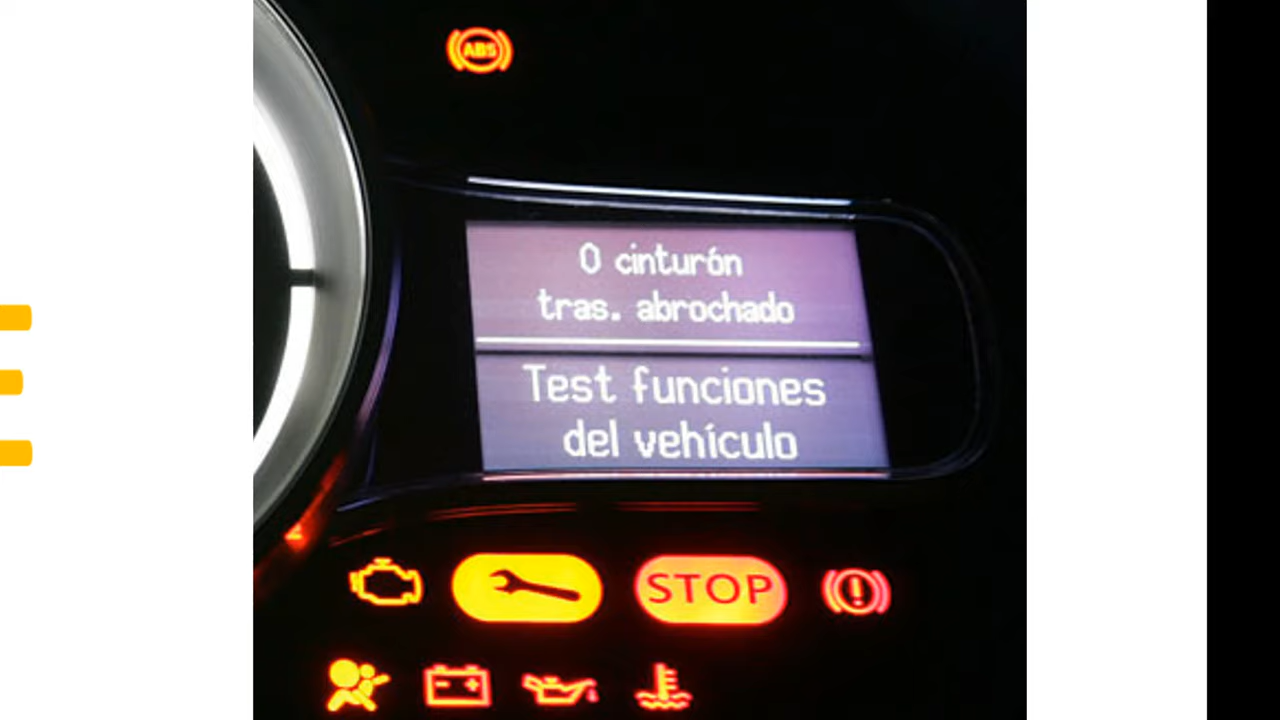 ABS
0 cinturón
tras. abrochado
Test funciones
del vehículo
STOP